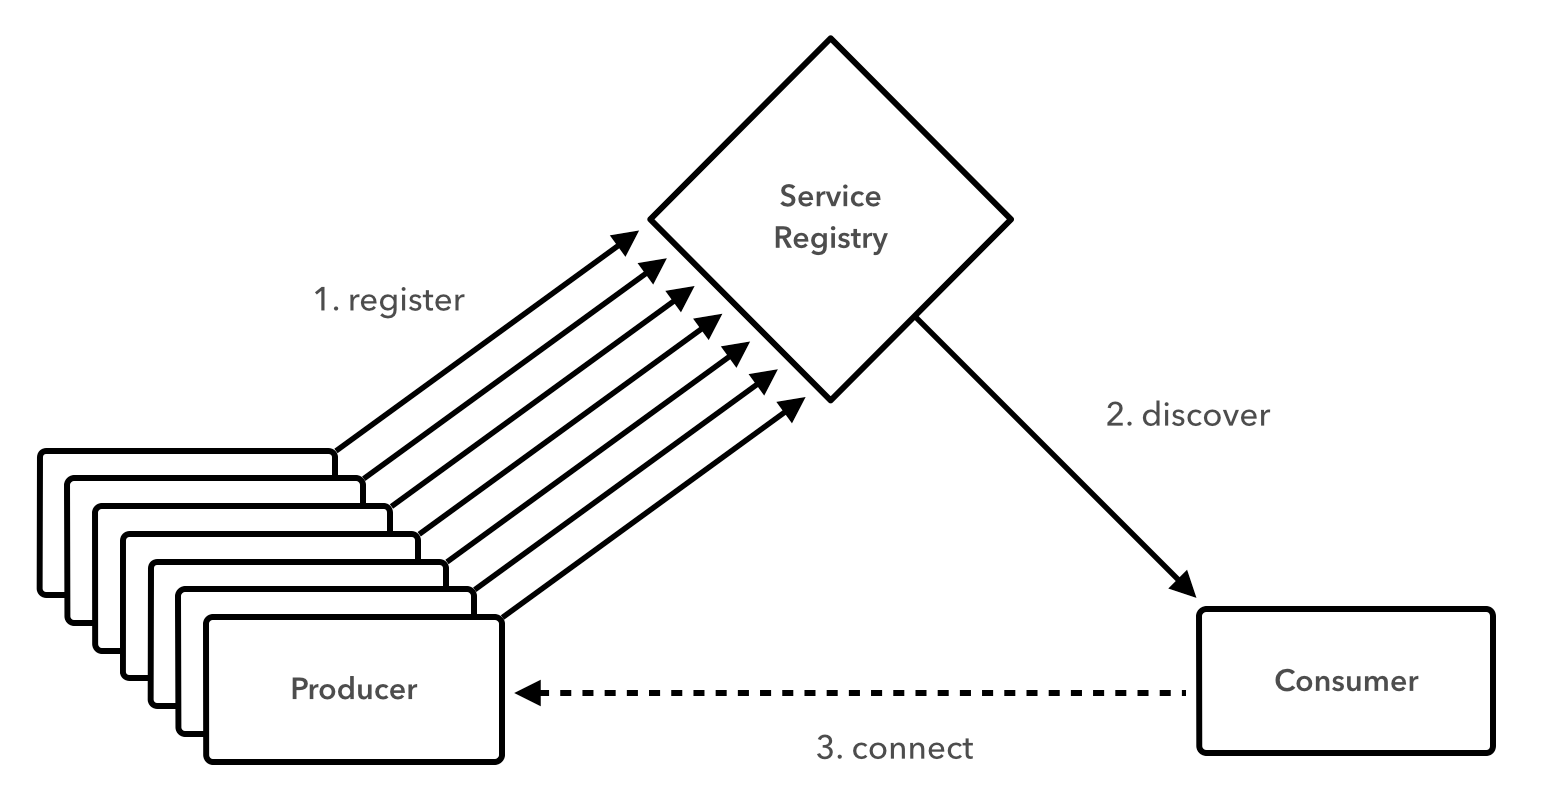 Service
Registry
1. register
2. discover
Producer
Consumer
3. connect